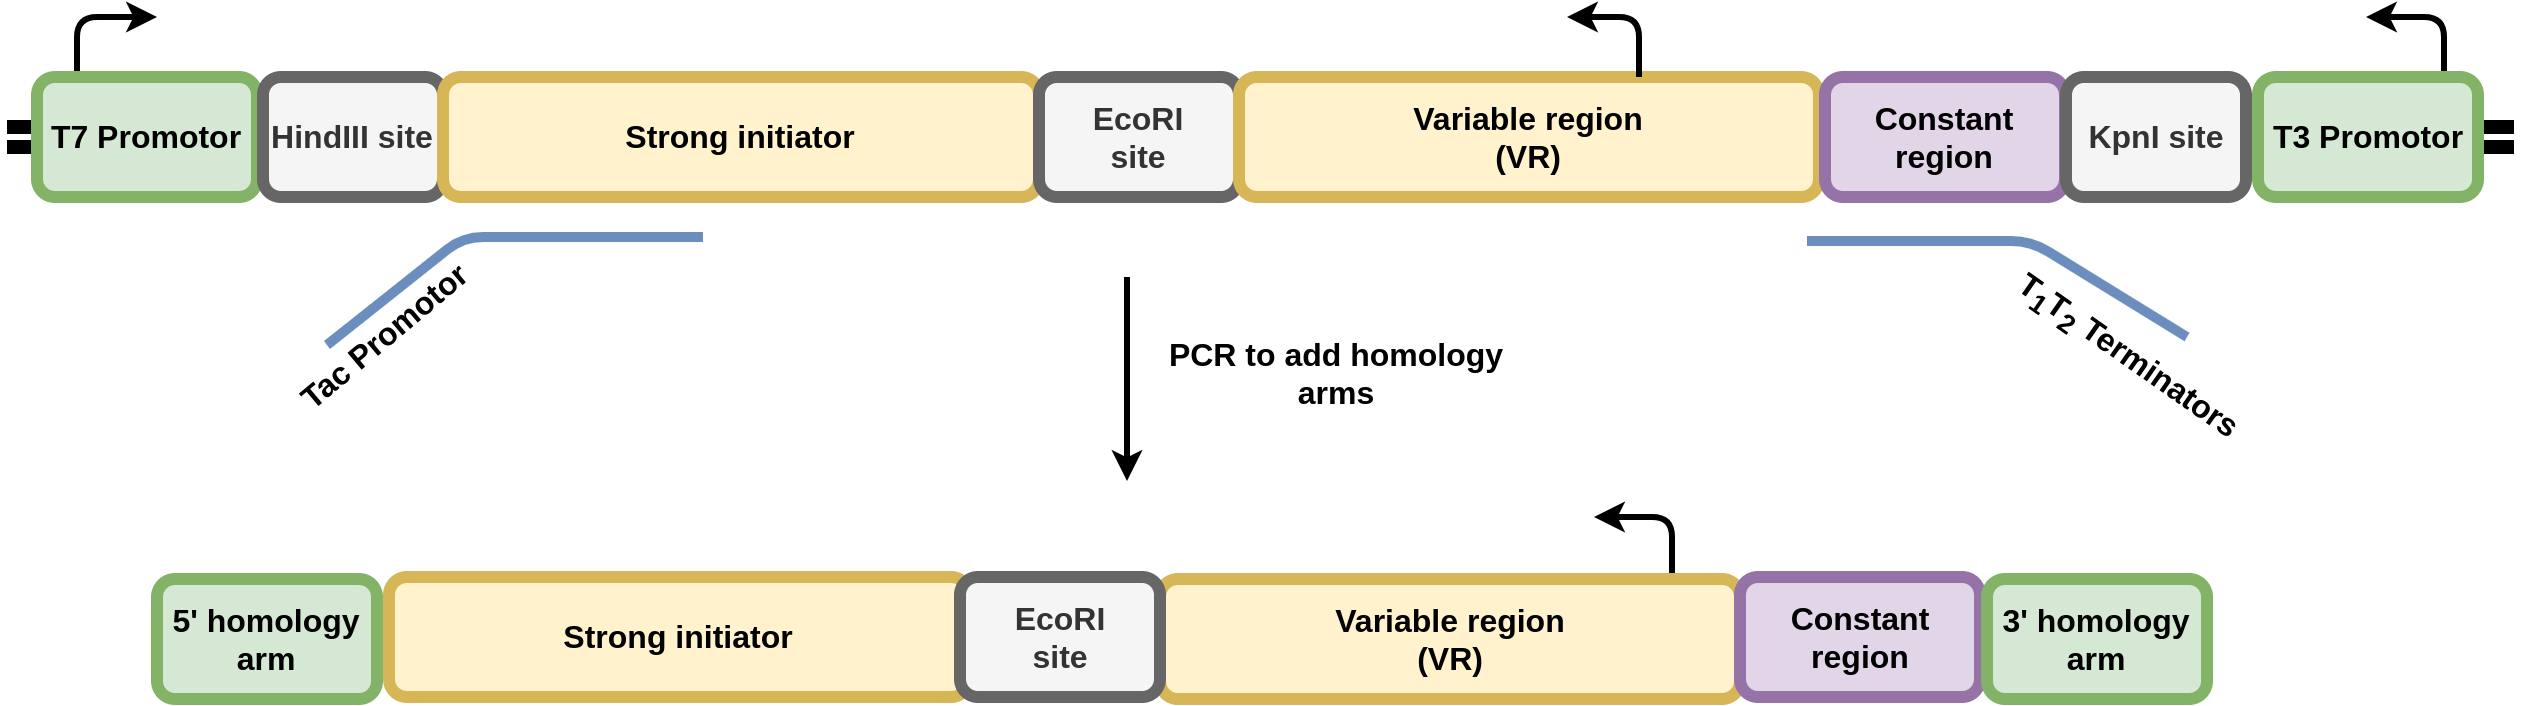 T7 Promotor
HindIII site
Strong initiator
EcoRI
site
Variable region
(VR)
Constant
region
KpnI site
T3 Promotor
Tac Promotor
T1T2 Terminators
PCR to add homology
arms
5' homology
arm
Strong initiator
EcoRI
site
Variable region
(VR)
Constant
region
3' homology
arm